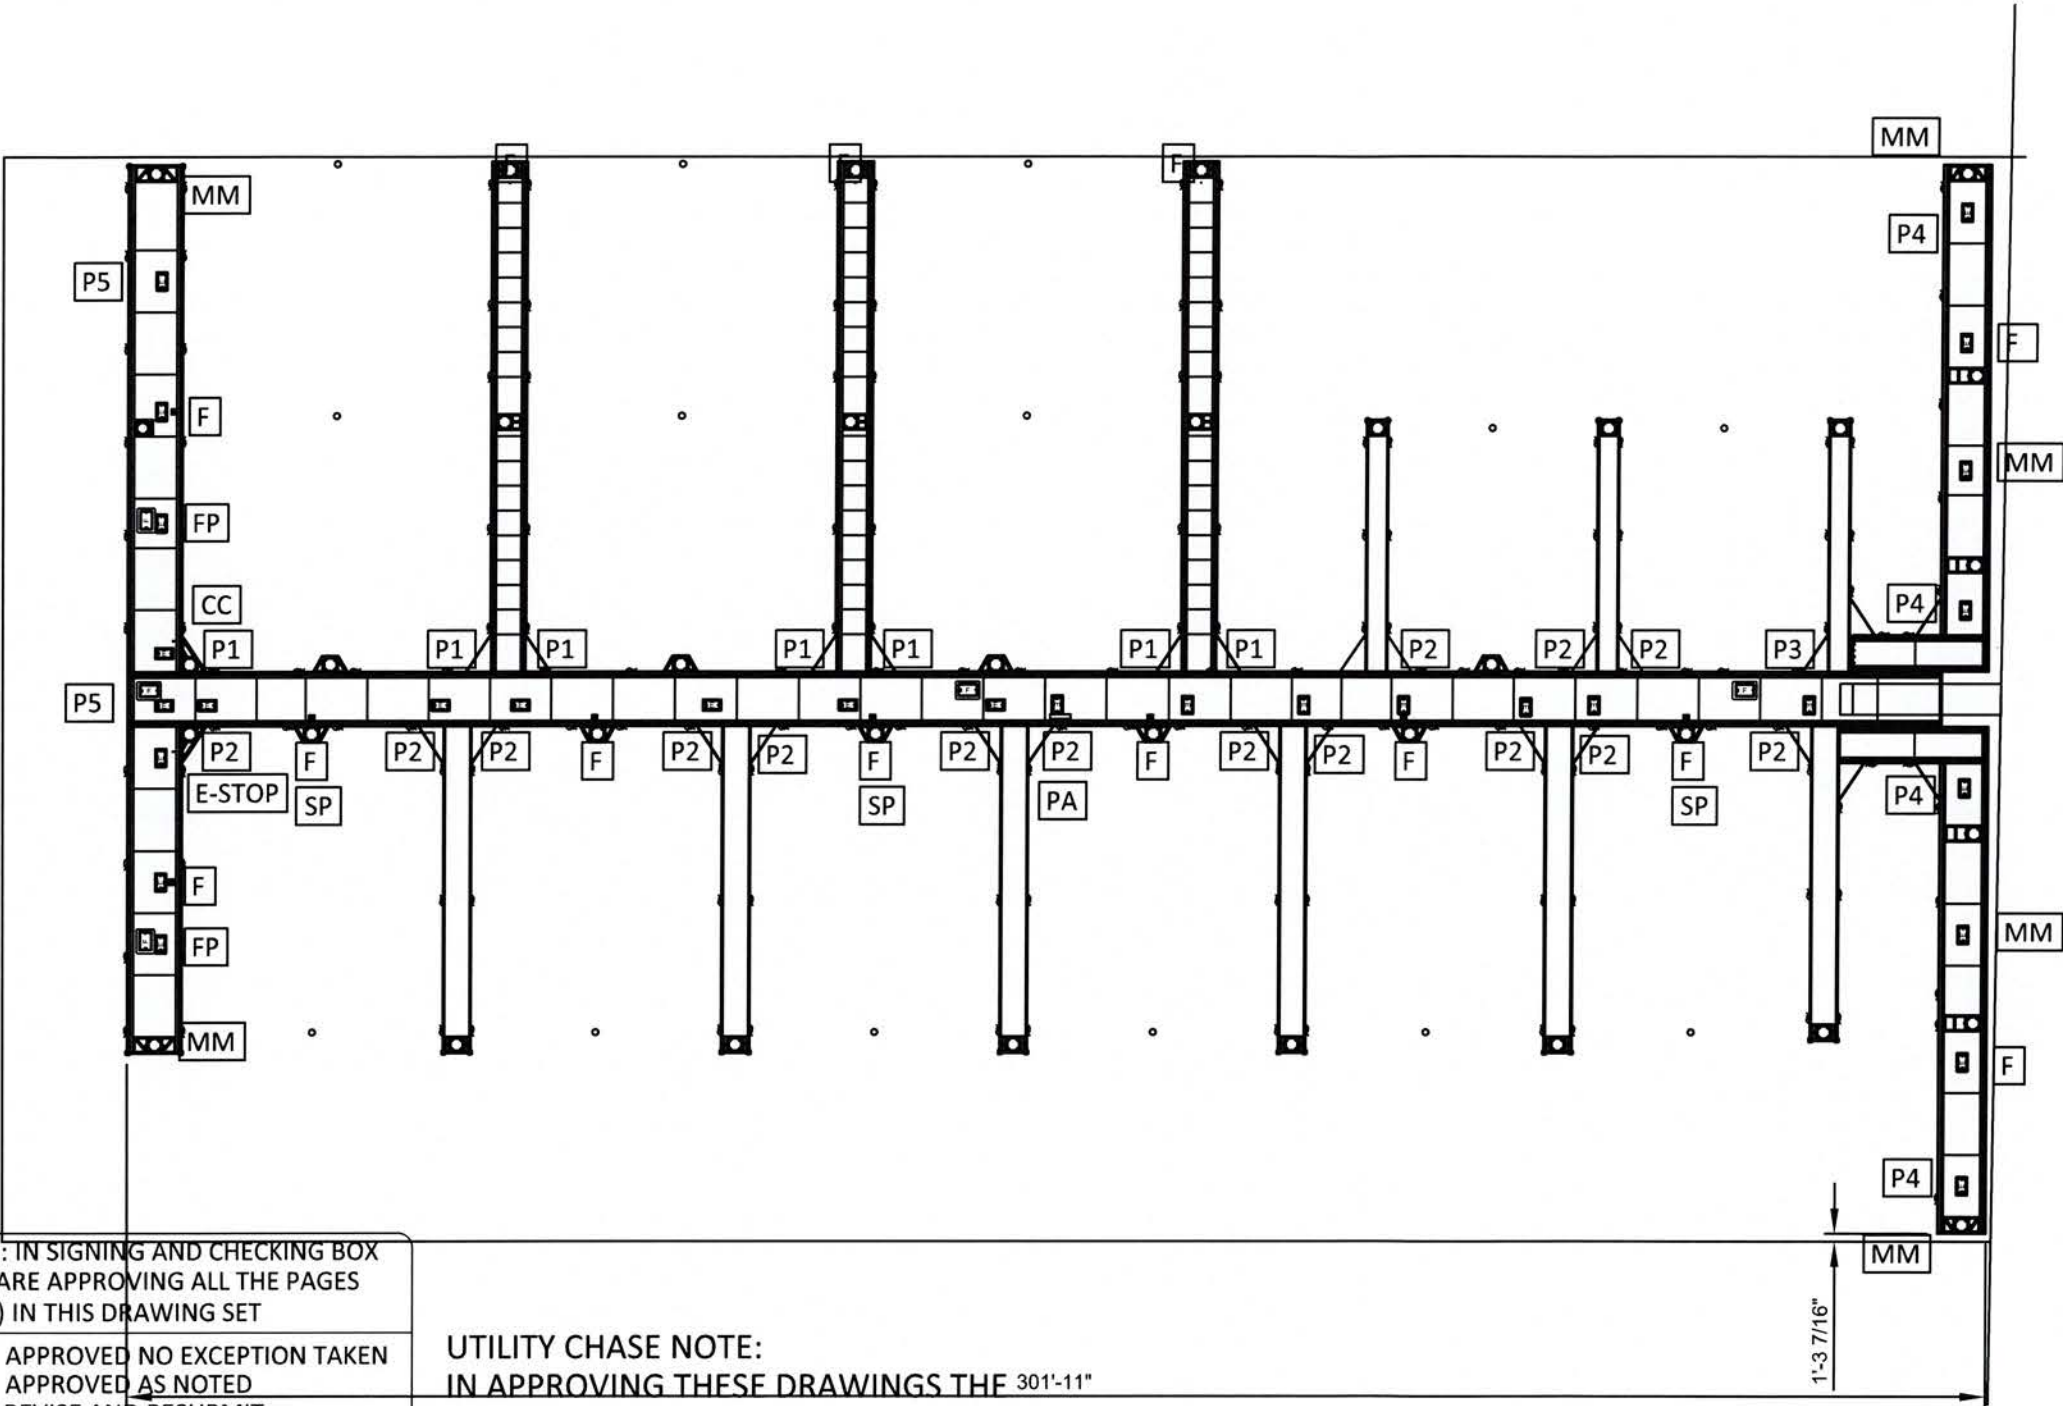 MM
MM
F
F
F
P5
P4
F
F
MM
FP
CC
P4
P1
P1
P1
P1
P1
P1
P1
P2
P2
P2
P3
P5
P2
F
P2
P2
F
P2
P2
F
P2
P2
F
P2
P2
F
P2
P2
F
P2
E-STOP
SP
SP
PA
SP
P4
F
FP
MM
MM
F
P4
MM
1'-3 7/16"
: IN SIGNING AND CHECKING BOX
ARE APPROVING ALL THE PAGES
) IN THIS DRAWING SET
APPROVED NO EXCEPTION TAKEN
APPROVED AS NOTED
UTILITY CHASE NOTE:
IN APPROVING THESE DRAWINGS THE 301'-11"